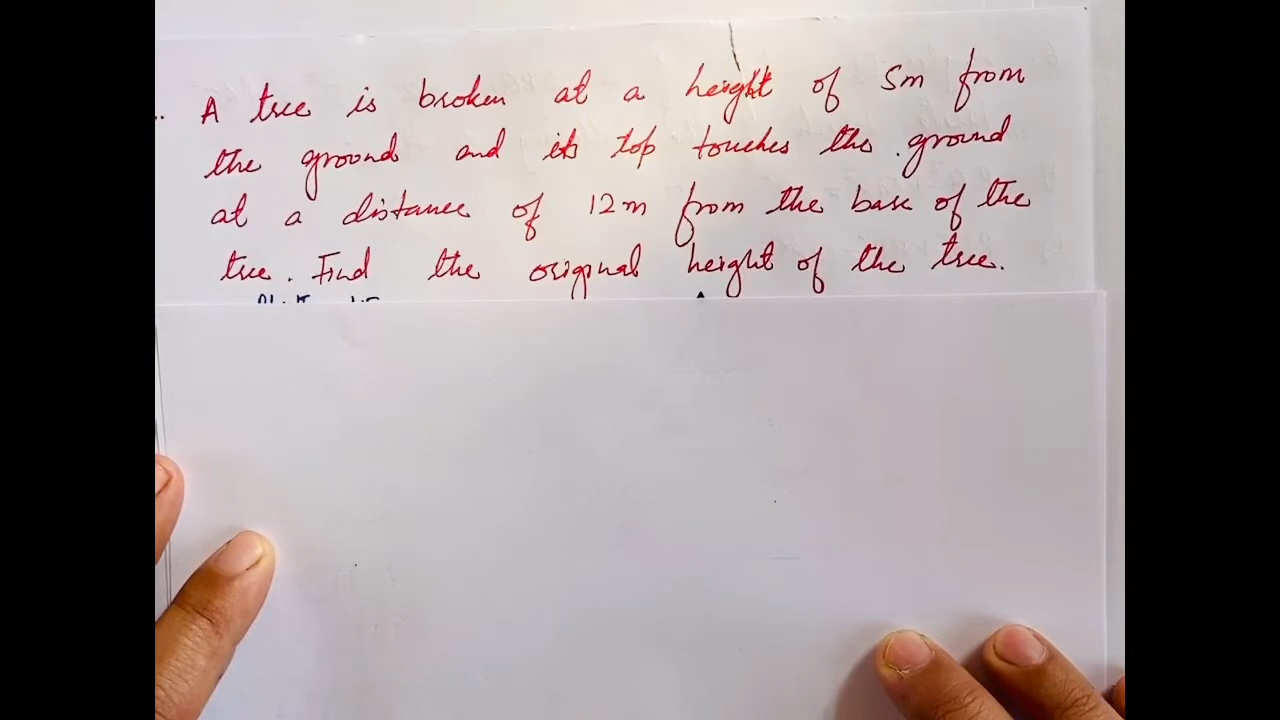 A tree is broken at a height of 5m from
the ground and its top touches the ground
at a distance of 12m from the base of the
tree. Find the original height of the tree.